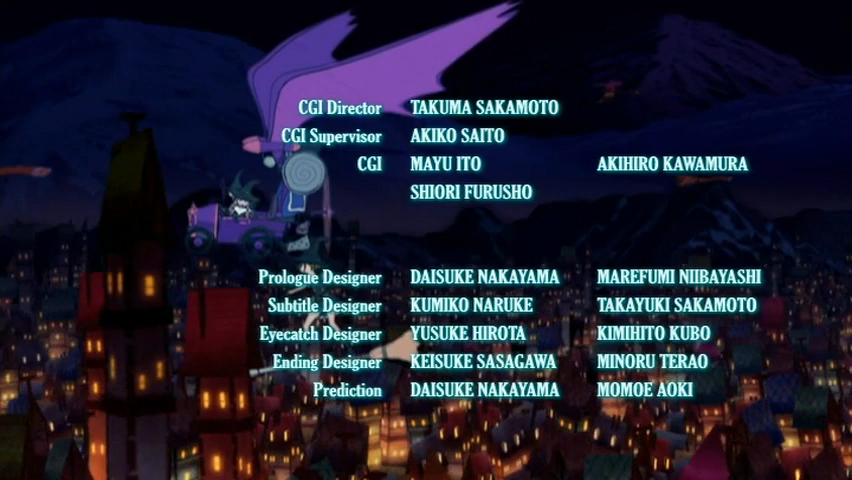 CGI Director TAKUMA SAKAMOTO
CGI Supervisor AKIKO SAITO
CGI MAYU ITO AKIHIRO KAWAMURA
SHIORI FURUSHO
Prologue Designer DAISUKE NAKAYAMA MAREFUMI NIIBAYASHI
Subtitle Designer KUMIKO NARUKE TAKAYUKI SAKAMOTO
Eyecatch Designer YUSUKE HIROTA KIMIHITO KUBO
Ending Designer KEISUKE SASAGAWA MINORU TERAO
Prediction DAISUKE NAKAYAMA MOMOE AOKI